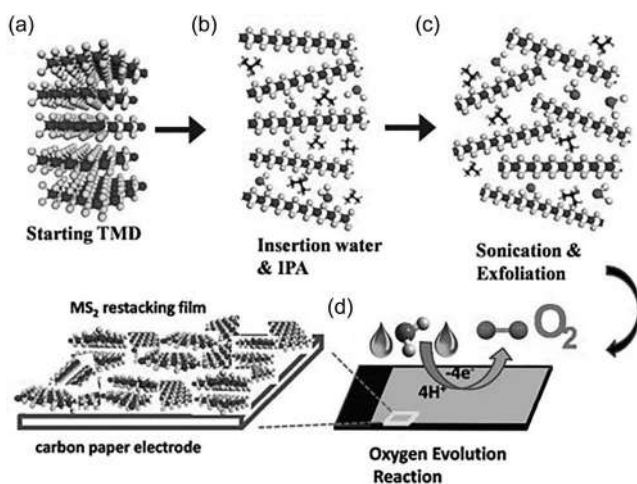 (a)
(b)
(c)
Starting TMD
Insertion water
& IPA
Sonication &
Exfoliation
MS₂ restacking film
(d)
O₂
-4e⁻
4H⁺
carbon paper electrode
Oxygen Evolution
Reaction